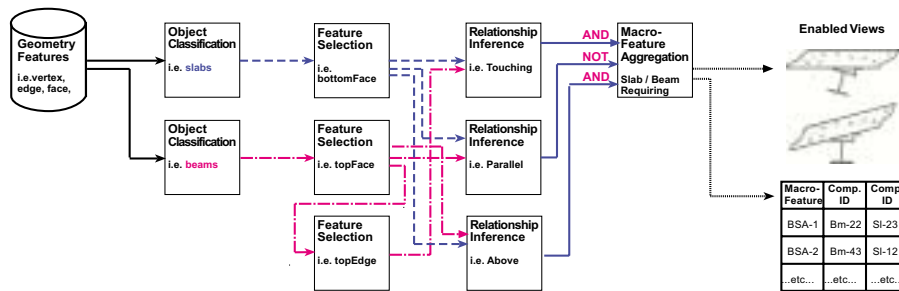 Geometry
Features
i.e.vertex,
edge, face,
Object
Classification
i.e. slabs
Object
Classification
i.e. beams
Feature
Selection
i.e.
bottomFace
Feature
Selection
i.e. topFace
Feature
Selection
i.e. topEdge
Relationship
Inference
i.e. Touching
Relationship
Inference
i.e. Parallel
Relationship
Inference
i.e. Above
AND
NOT
AND
Macro-
Feature
Aggregation
Slab / Beam
Requiring
Enabled Views
Macro-
Feature
Comp.
ID
Comp.
ID
BSA-1 Bm-22 Sl-23
BSA-2 Bm-43 Sl-12
...etc... ...etc... ...etc...